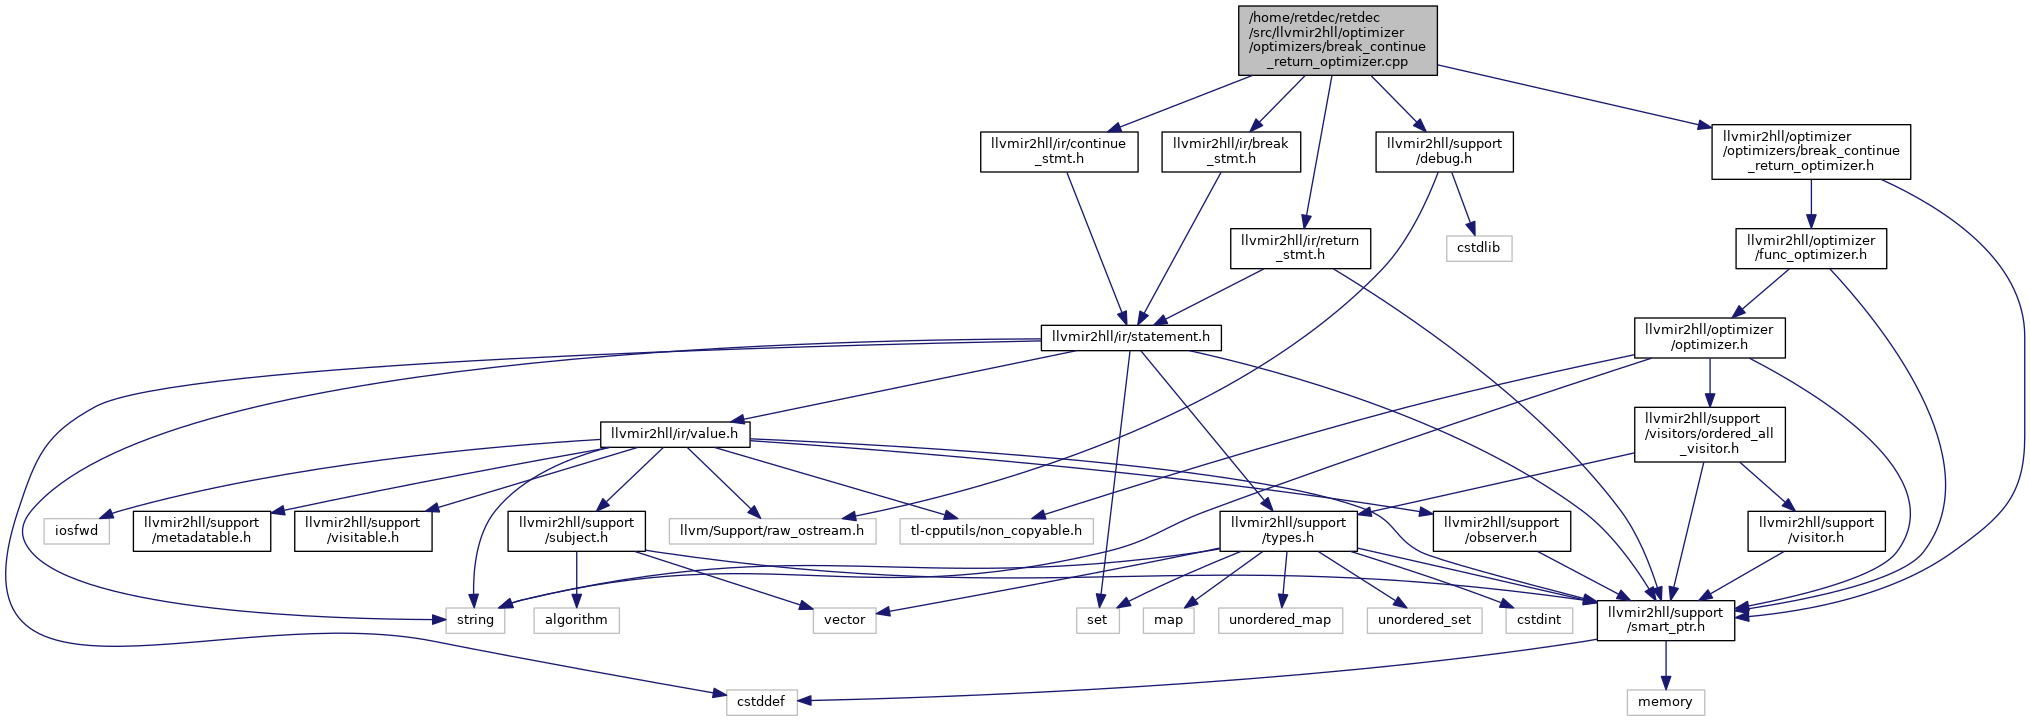 /home/retdec/retdec
/src/llvmir2hll/optimizer
/optimizers/break_continue
_return_optimizer.cpp
llvmir2hll/ir/continue
_stmt.h
llvmir2hll/ir/break
_stmt.h
llvmir2hll/support
/debug.h
llvmir2hll/optimizer
/optimizers/break_continue
_return_optimizer.h
llvmir2hll/ir/return
_stmt.h
cstdlib
llvmir2hll/optimizer
/func_optimizer.h
llvmir2hll/ir/statement.h
llvmir2hll/optimizer
/optimizer.h
llvmir2hll/ir/value.h
llvmir2hll/support
/visitors/ordered_all
_visitor.h
iosfwd
llvmir2hll/support
/metadatable.h
llvmir2hll/support
/visitable.h
llvmir2hll/support
/subject.h
llvm/Support/raw_ostream.h
tl-cpputils/non_copyable.h
llvmir2hll/support
/types.h
llvmir2hll/support
/observer.h
llvmir2hll/support
/visitor.h
string
algorithm
vector
set
map
unordered_map
unordered_set
cstdint
llvmir2hll/support
/smart_ptr.h
cstddef
memory